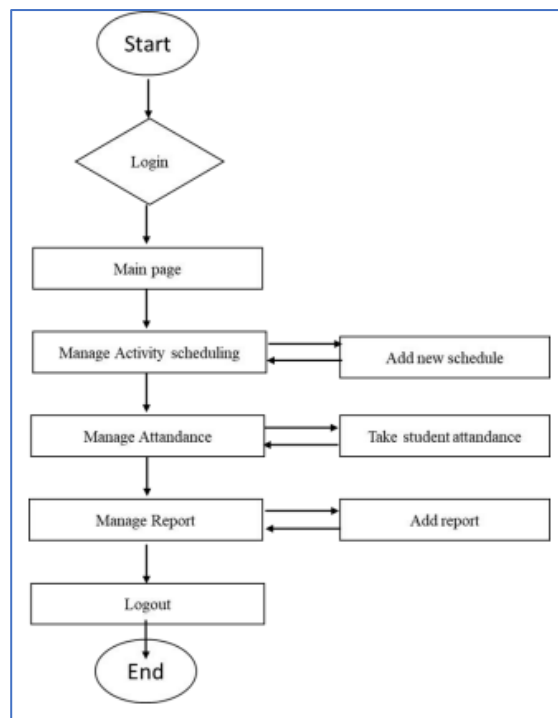 Start
Login
Main page
Manage Activity scheduling
Add new schedule
Manage Attandance
Take student attandance
Manage Report
Add report
Logout
End